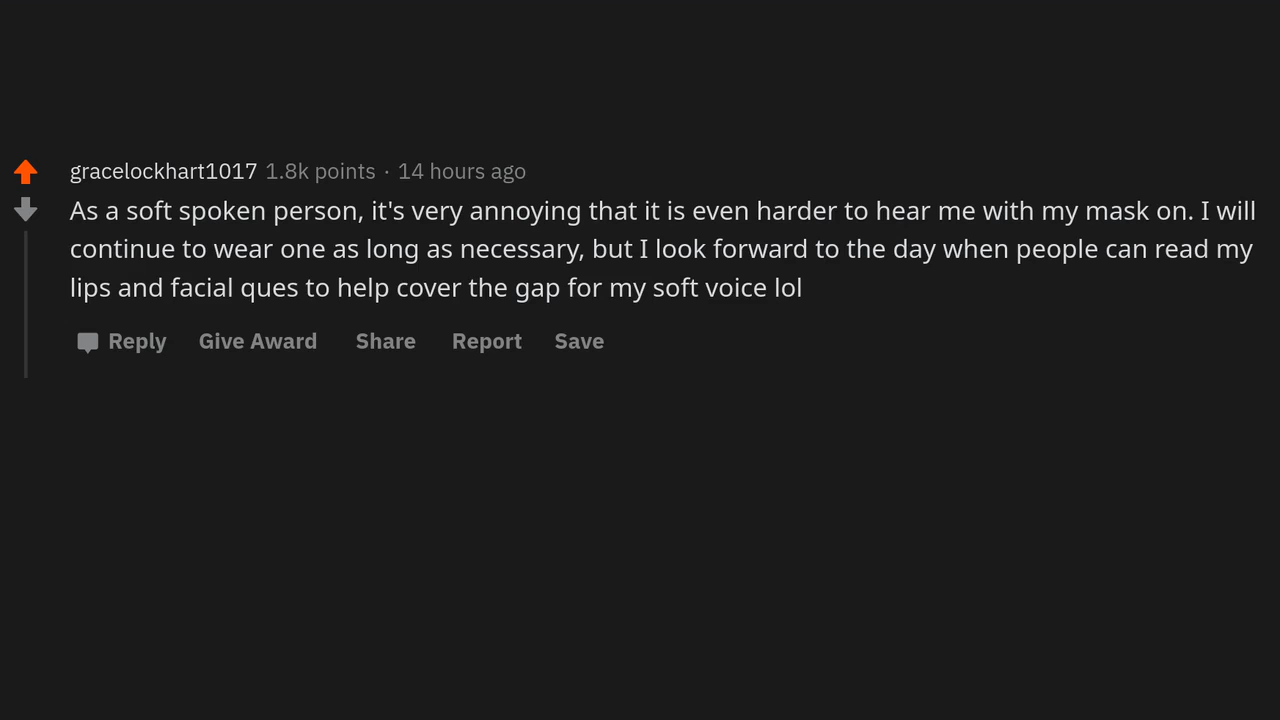 gracelockhart1017 1.8k points · 14 hours ago
As a soft spoken person, it's very annoying that it is even harder to hear me with my mask on. I will
continue to wear one as long as necessary, but I look forward to the day when people can read my
lips and facial ques to help cover the gap for my soft voice lol
Reply Give Award Share Report Save